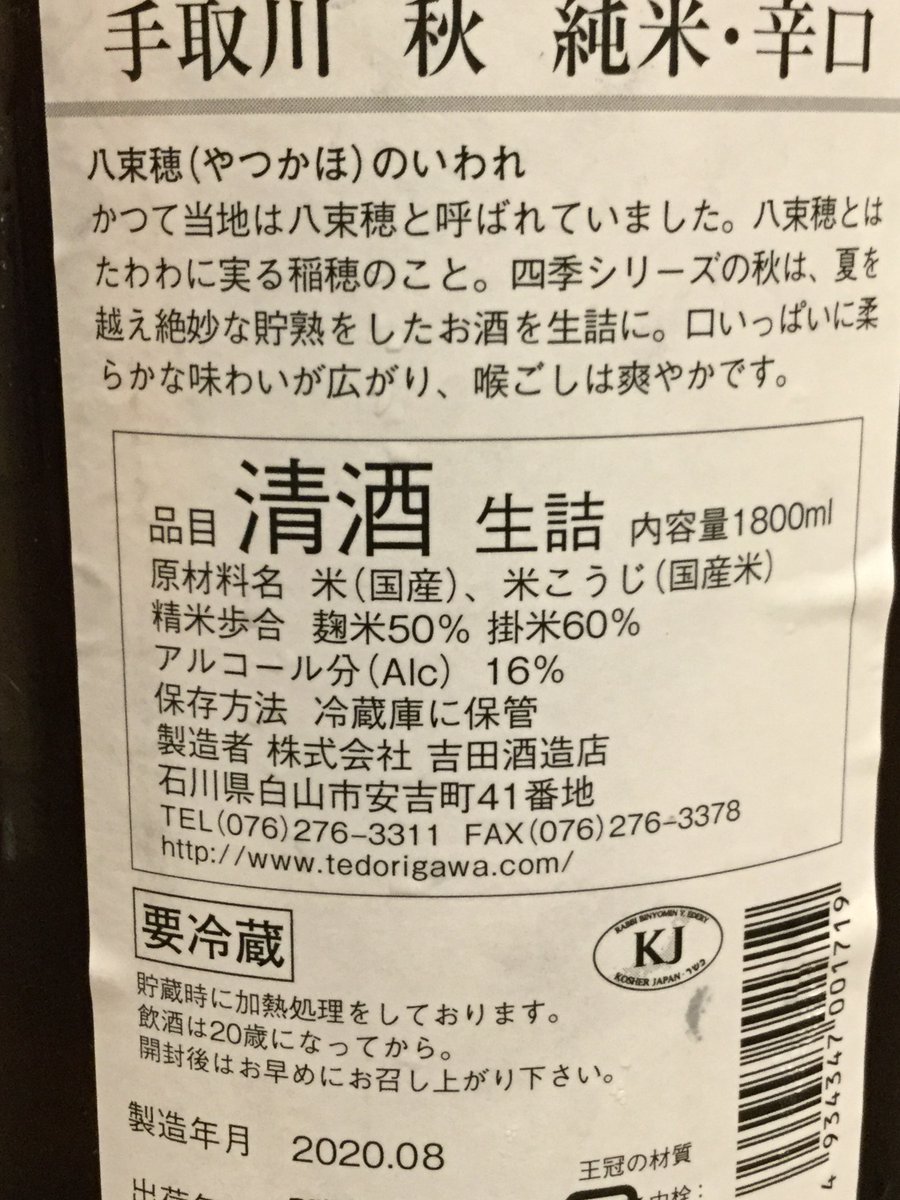 手取川 秋 純米・辛口
八束穂(やつかほ)のいわれ
かつて当地は八束穂と呼ばれていました。八束穂とは
たわわに実る稲穂のこと。四季シリーズの秋は、夏を
越え絶妙な貯熟をしたお酒を生詰に。口いっぱいに柔
らかな味わいが広がり、喉ごしは爽やかです。
品目 清酒 生詰 内容量1800ml
原材料名 米(国産)、米こうじ(国産米)
精米歩合 麹米50% 掛米60%
アルコール分(Alc) 16%
保存方法 冷蔵庫に保管
製造者 株式会社 吉田酒造店
石川県白山市安吉町41番地
TEL(076)276-3311 FAX(076)276-3378
http://www.tedorigawa.com/
要冷蔵
RABBI BINYOMIN Y. EDERY
KJ
KOSHER JAPAN・כשר
貯蔵時に加熱処理をしております。
飲酒は20歳になってから。
開封後はお早めにお召し上がり下さい。
4 934347 001719
製造年月 2020.08
王冠の材質
出荷年
中栓: